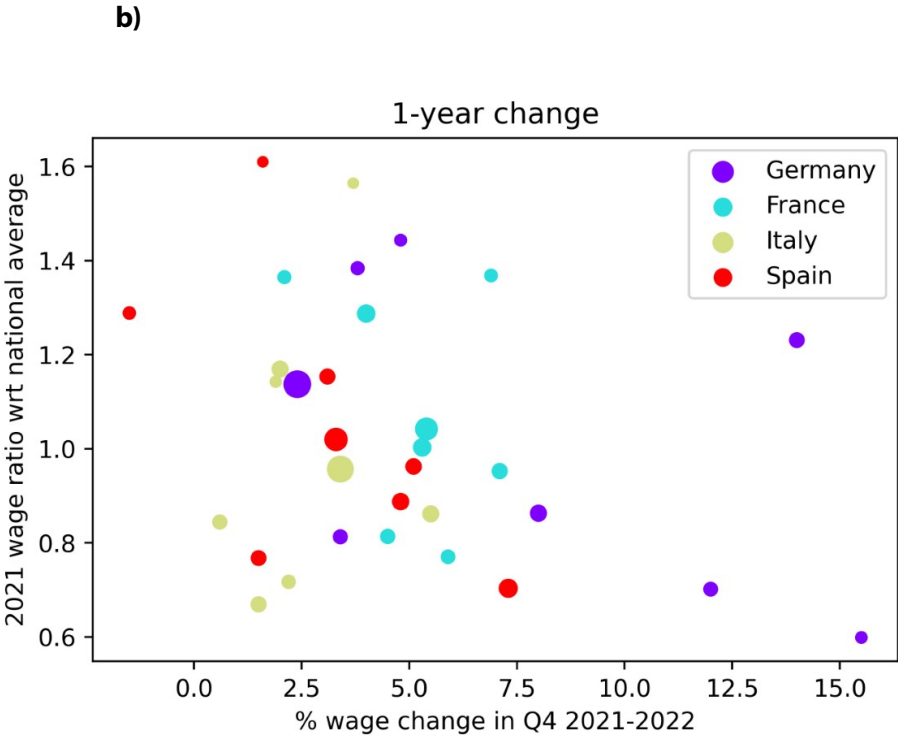 b)
1-year change
2021 wage ratio wrt national average
1.6
1.4
1.2
1.0
0.8
0.6
Germany
France
Italy
Spain
0.0 2.5 5.0 7.5 10.0 12.5 15.0
% wage change in Q4 2021-2022